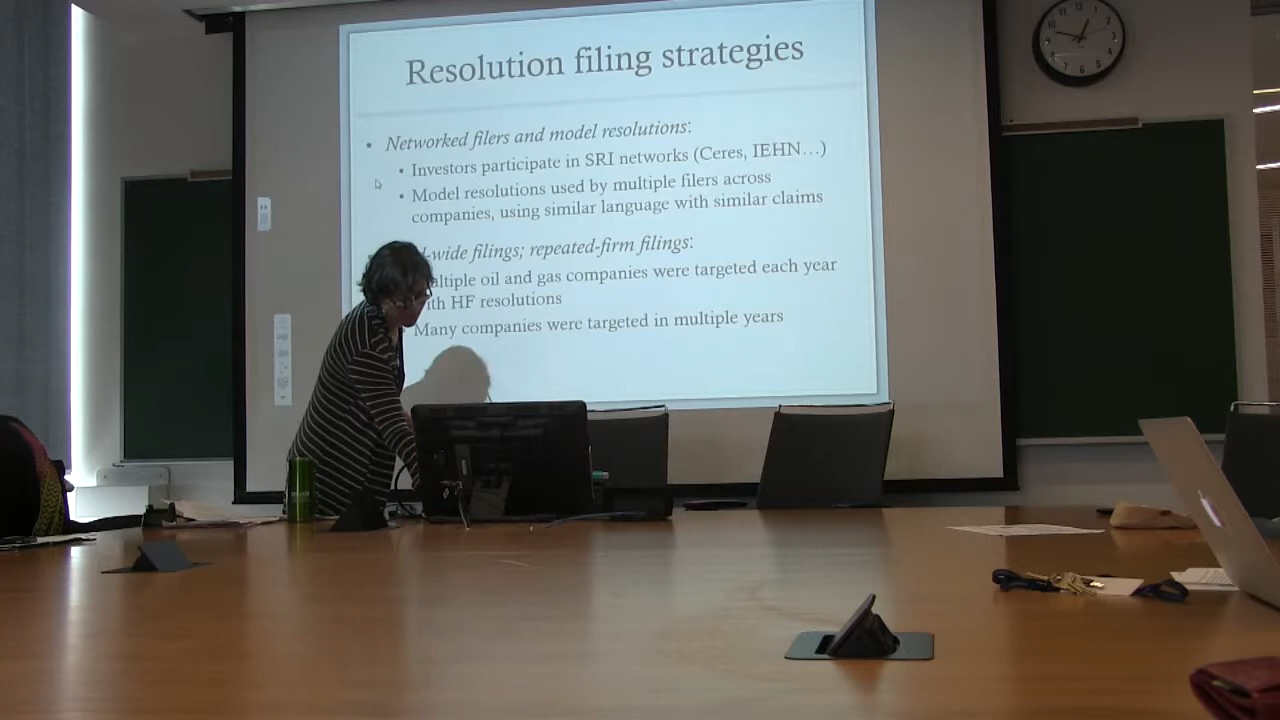 Resolution filing strategies
• Networked filers and model resolutions:
• Investors participate in SRI networks (Ceres, IEHN…)
• Model resolutions used by multiple filers across
companies, using similar language with similar claims
-wide filings; repeated-firm filings:
oil and gas companies were targeted each year
HF resolutions
Many companies were targeted in multiple years